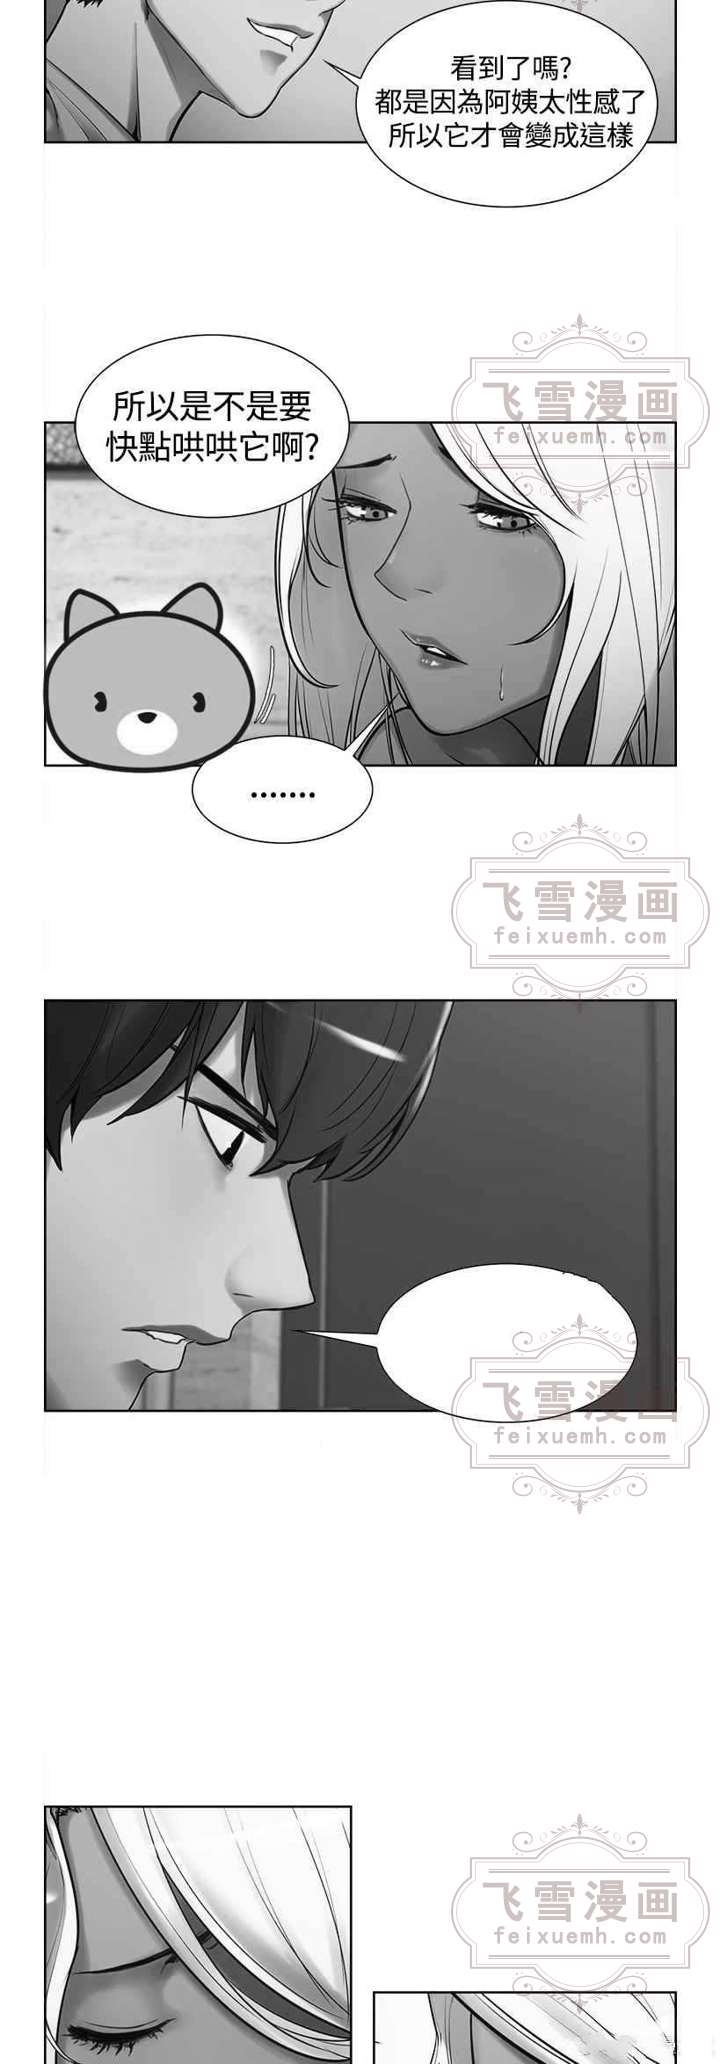 看到了嗎?
都是因為阿姨太性感了
所以它才會變成這樣
飞雪漫画
feixuemh.com
所以是不是要
快點哄哄它啊?
.......
飞雪漫画
feixuemh.com
飞雪漫画
feixuemh.com
飞雪漫画
feixuemh.com